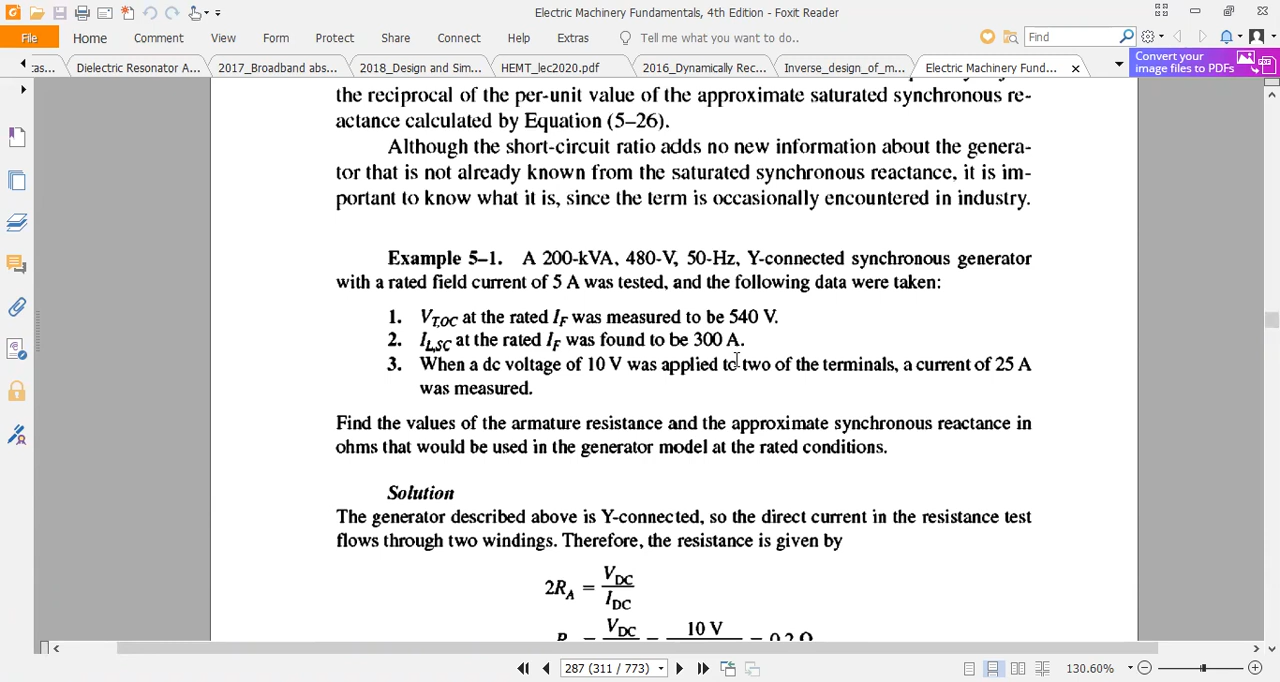 Electric Machinery Fundamentals, 4th Edition - Foxit Reader
File Home Comment View Form Protect Share Connect Help Extras Tell me what you want to do.. Find
tas... Dielectric Resonator A... 2017_Broadband abs... 2018_Design-... HEMT_lec2020.pdf 2016_Dynamically Rec... Inverse_design_of_m... Electric Machinery Fund...
Convert your
image files to PDFs
the reciprocal of the per-unit value of the approximate saturated synchronous re-
actance calculated by Equation (5–26).
Although the short-circuit ratio adds no new information about the genera-
tor that is not already known from the saturated synchronous reactance, it is im-
portant to know what it is, since the term is occasionally encountered in industry.
Example 5–1. A 200-kVA, 480-V, 50-Hz, Y-connected synchronous generator
with a rated field current of 5 A was tested, and the following data were taken:
1. V_T,OC at the rated I_F was measured to be 540 V.
2. I_L,SC at the rated I_F was found to be 300 A.
3. When a dc voltage of 10 V was applied to two of the terminals, a current of 25 A
was measured.
Find the values of the armature resistance and the approximate synchronous reactance in
ohms that would be used in the generator model at the rated conditions.
Solution
The generator described above is Y-connected, so the direct current in the resistance test
flows through two windings. Therefore, the resistance is given by
2R_A = V_DC / I_DC
V_DC 10 V
= = 0.2 Ω
287 (311 / 773) 130.60%